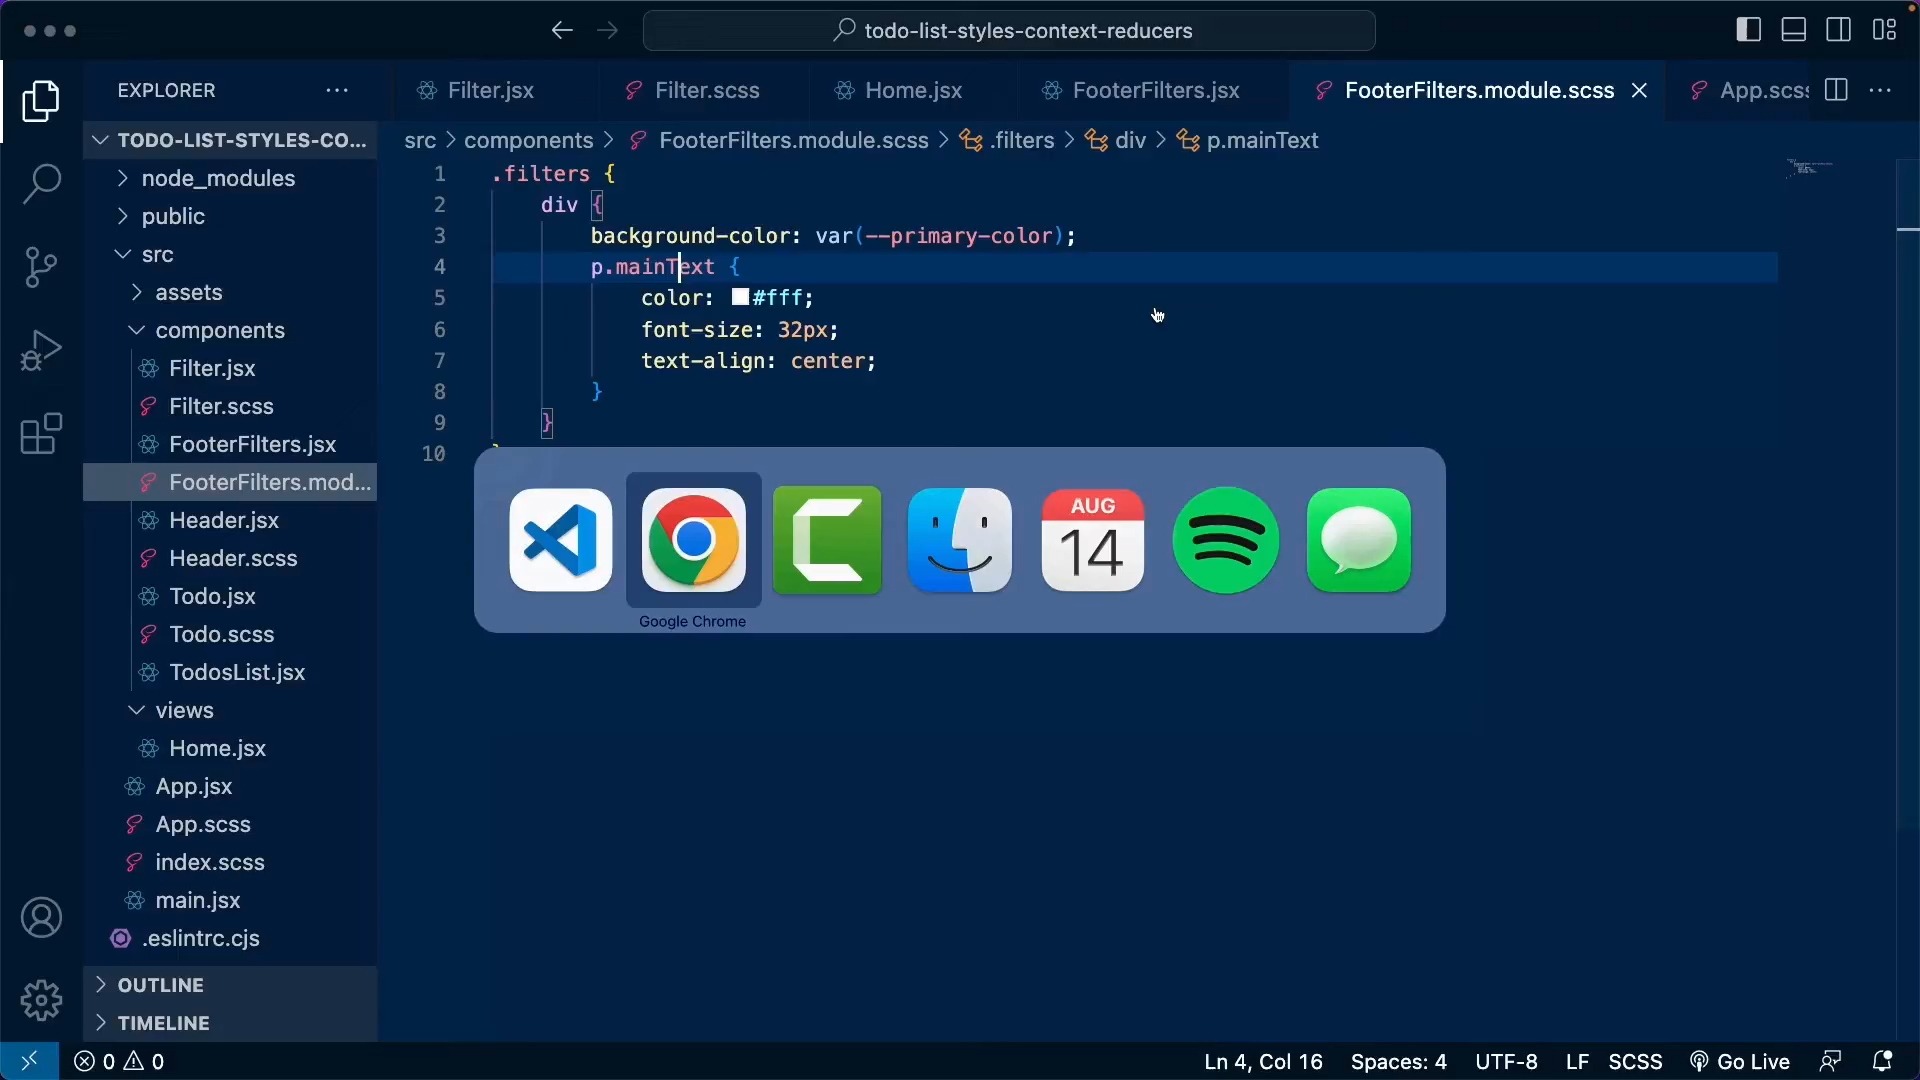 todo-list-styles-context-reducers
EXPLORER
Filter.jsx
Filter.scss
Home.jsx
FooterFilters.jsx
FooterFilters.module.scss
App.scs
TODO-LIST-STYLES-CO...
src > components > FooterFilters.module.scss > .filters > div > p.mainText
node_modules
public
src
assets
components
Filter.jsx
Filter.scss
FooterFilters.jsx
FooterFilters.mod...
Header.jsx
Header.scss
Todo.jsx
Todo.scss
TodosList.jsx
views
Home.jsx
App.jsx
App.scss
index.scss
main.jsx
.eslintrc.cjs
OUTLINE
TIMELINE
1 .filters {
2 div {
3 background-color: var(--primary-color);
4 p.mainText {
5 color: #fff;
6 font-size: 32px;
7 text-align: center;
8 }
9 }
10
AUG
14
Google Chrome
0 0
Ln 4, Col 16
Spaces: 4
UTF-8
LF
SCSS
Go Live